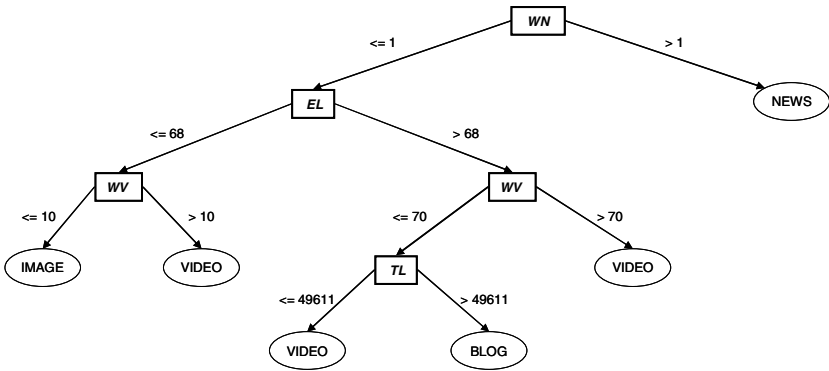 WN
<= 1
> 1
EL
NEWS
<= 68
> 68
WV
WV
<= 10
> 10
<= 70
> 70
IMAGE
VIDEO
TL
VIDEO
<= 49611
> 49611
VIDEO
BLOG